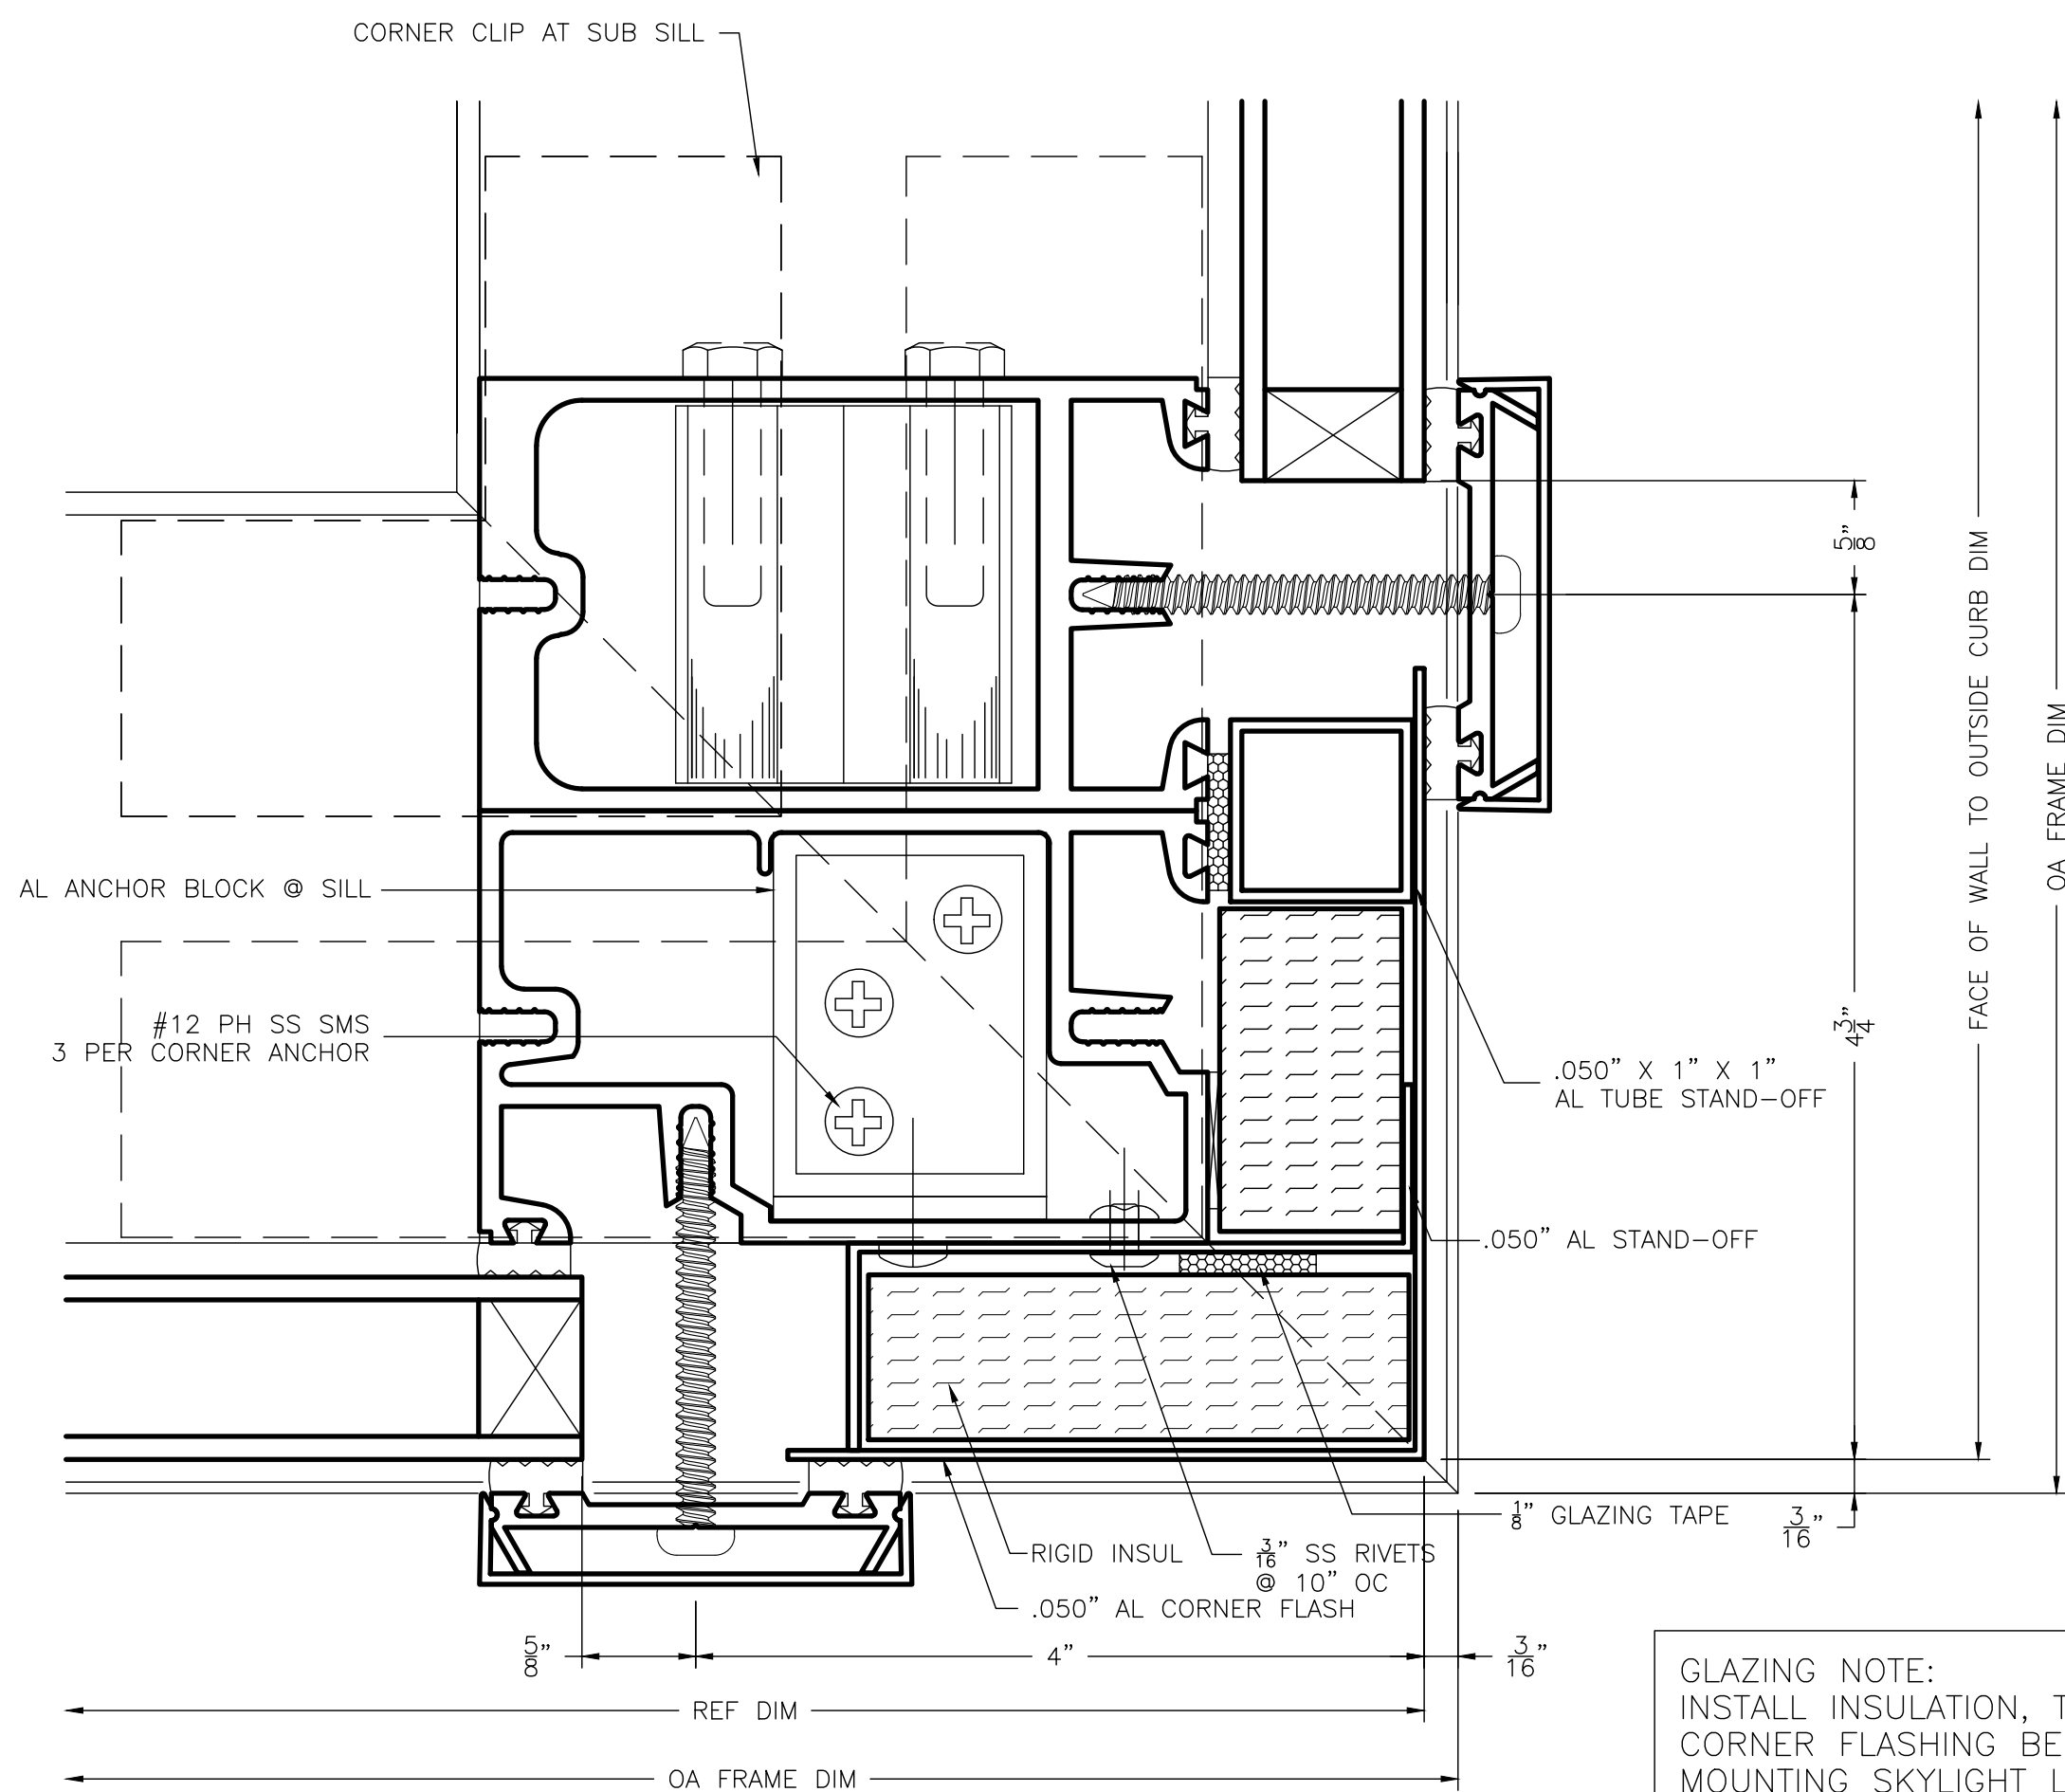 CORNER CLIP AT SUB SILL
5"
8
FACE OF WALL TO OUTSIDE CURB DIM
OA FRAME DIM
AL ANCHOR BLOCK @ SILL
#12 PH SS SMS
3 PER CORNER ANCHOR
4 3/4"
.050" X 1" X 1"
AL TUBE STAND-OFF
.050" AL STAND-OFF
1/8" GLAZING TAPE
3/16"
RIGID INSUL
3/16" SS RIVETS
@ 10" OC
.050" AL CORNER FLASH
5/8"
4"
3/16"
REF DIM
OA FRAME DIM
GLAZING NOTE:
INSTALL INSULATION, T
CORNER FLASHING BE
MOUNTING SKYLIGHT L